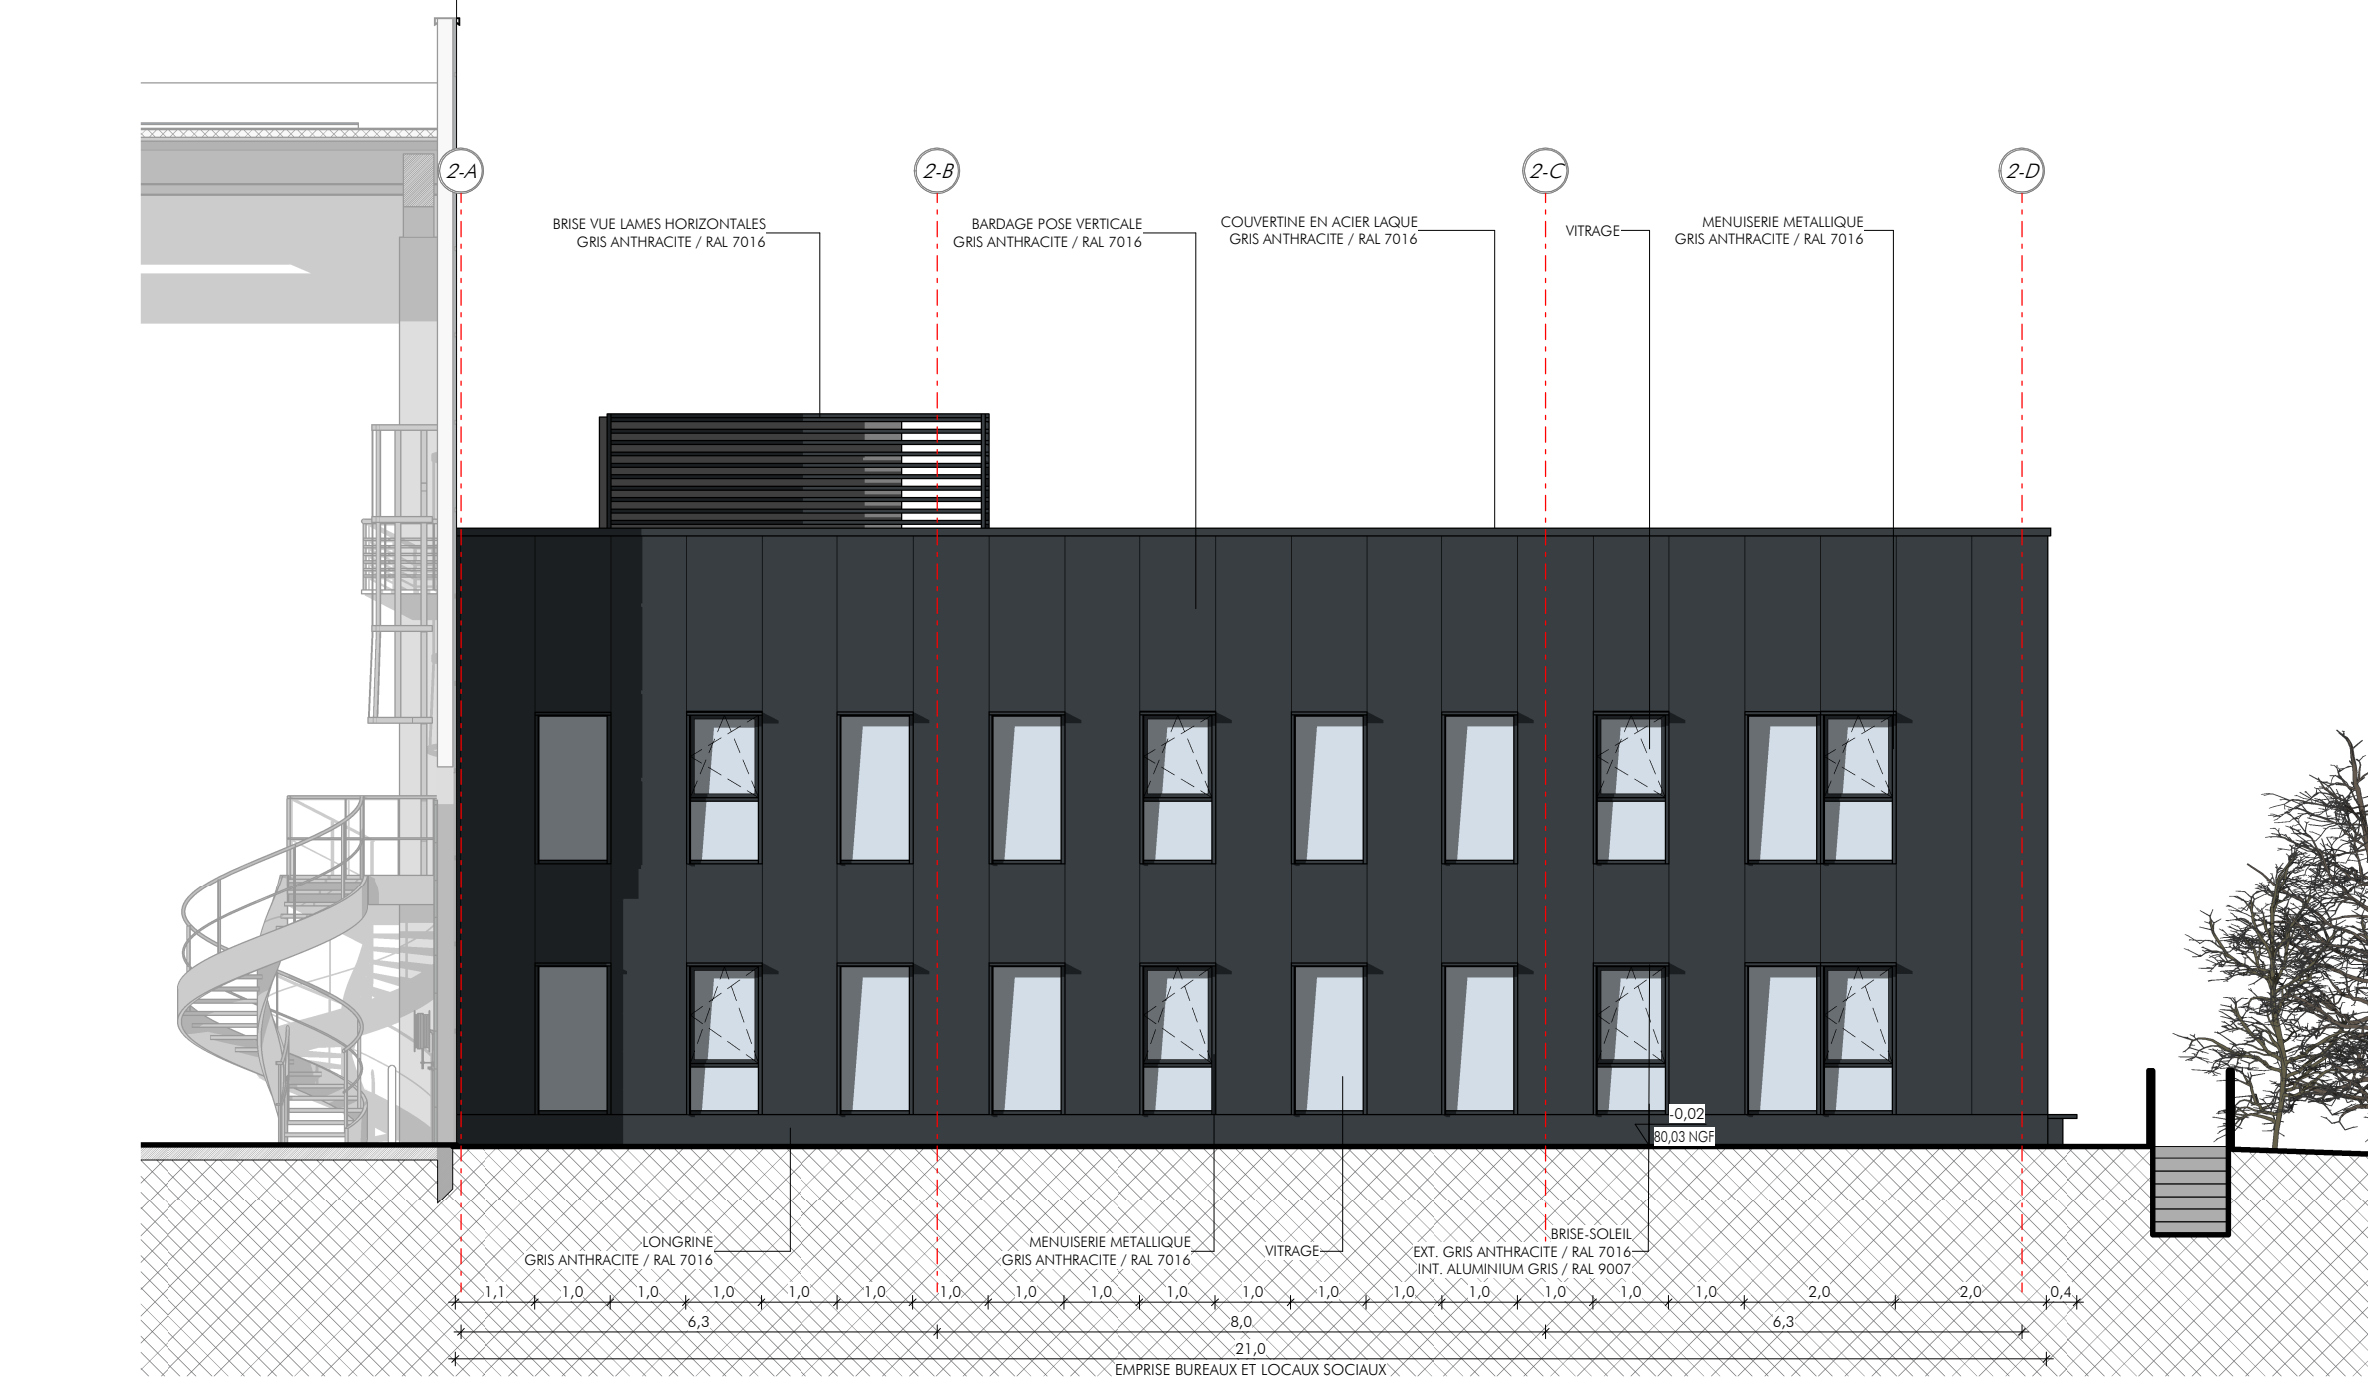 2-A
2-B
2-C
2-D
BRISE VUE LAMES HORIZONTALES
GRIS ANTHRACITE / RAL 7016
BARDAGE POSE VERTICALE
GRIS ANTHRACITE / RAL 7016
COUVERTINE EN ACIER LAQUE
GRIS ANTHRACITE / RAL 7016
VITRAGE
MENUISERIE METALLIQUE
GRIS ANTHRACITE / RAL 7016
-0,02
80,03 NGF
LONGRINE
GRIS ANTHRACITE / RAL 7016
MENUISERIE METALLIQUE
GRIS ANTHRACITE / RAL 7016
VITRAGE
BRISE-SOLEIL
EXT. GRIS ANTHRACITE / RAL 7016
INT. ALUMINIUM GRIS / RAL 9007
1,1 1,0 1,0 1,0 1,0 1,0 1,0 1,0 1,0 1,0 1,0 1,0 1,0 1,0 1,0 1,0 1,0 2,0 2,0 0,4
6,3 8,0 6,3
21,0
EMPRISE BUREAUX ET LOCAUX SOCIAUX